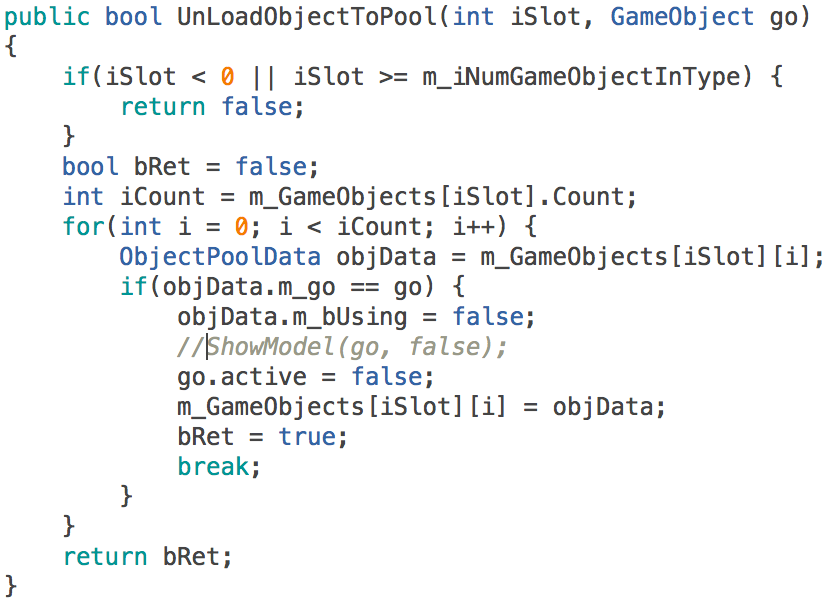 public bool UnLoadObjectToPool(int iSlot, GameObject go)
{
    if(iSlot < 0 || iSlot >= m_iNumGameObjectInType) {
        return false;
    }
    bool bRet = false;
    int iCount = m_GameObjects[iSlot].Count;
    for(int i = 0; i < iCount; i++) {
        ObjectPoolData objData = m_GameObjects[iSlot][i];
        if(objData.m_go == go) {
            objData.m_bUsing = false;
            //ShowModel(go, false);
            go.active = false;
            m_GameObjects[iSlot][i] = objData;
            bRet = true;
            break;
        }
    }
    return bRet;
}